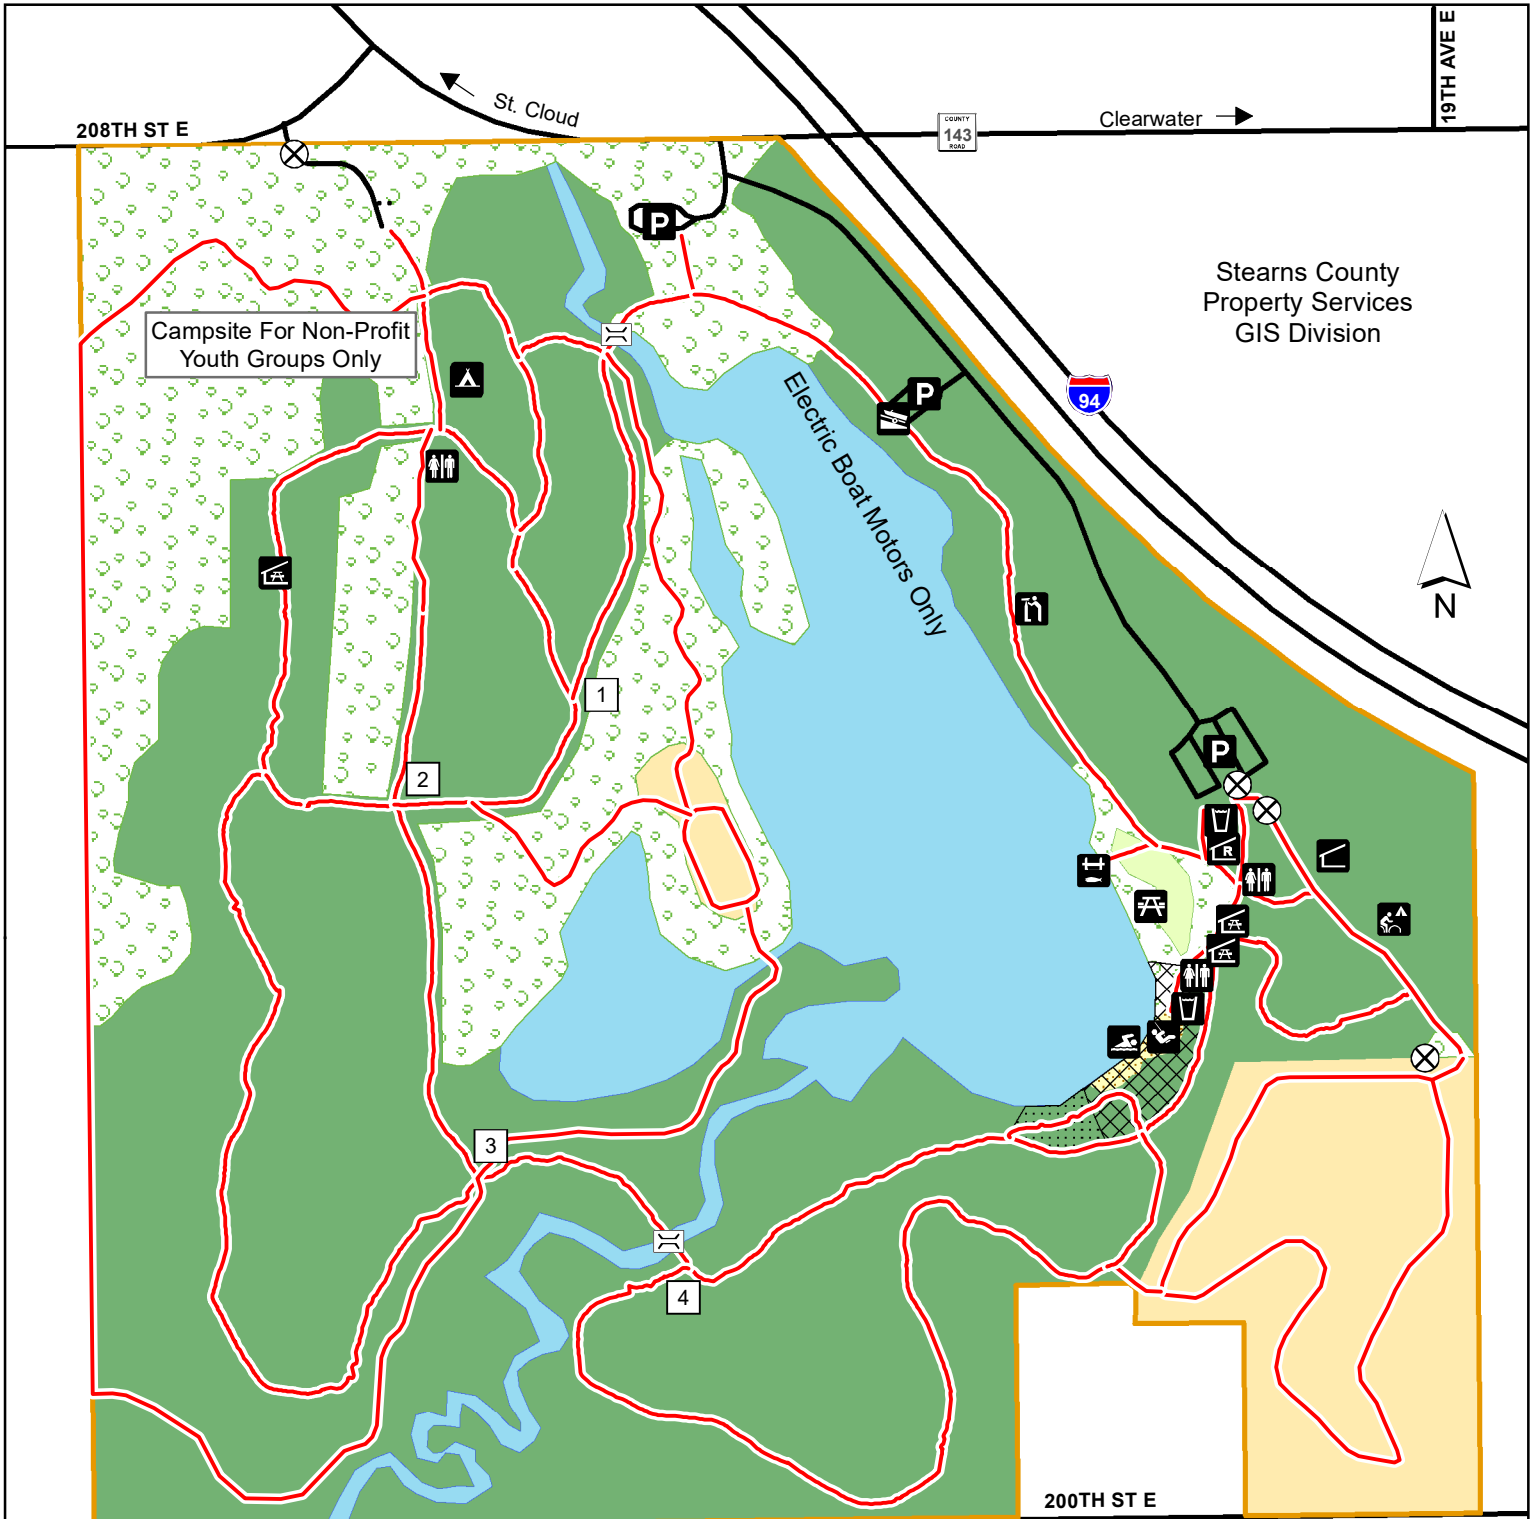 19TH AVE E
St. Cloud
Clearwater
COUNTY
143
ROAD
208TH ST E
P
Stearns County
Property Services
GIS Division
Campsite For Non-Profit
Youth Groups Only
P
94
Electric Boat Motors Only
N
1
P
2
R
3
4
200TH ST E